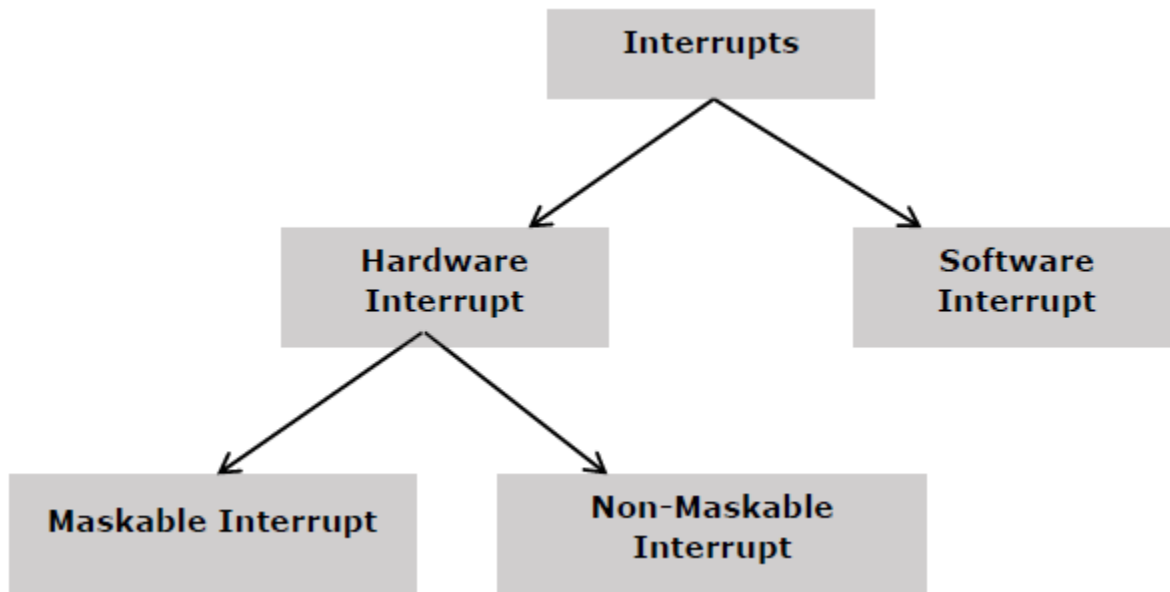 Interrupts
Hardware
Interrupt
Software
Interrupt
Maskable Interrupt
Non-Maskable
Interrupt